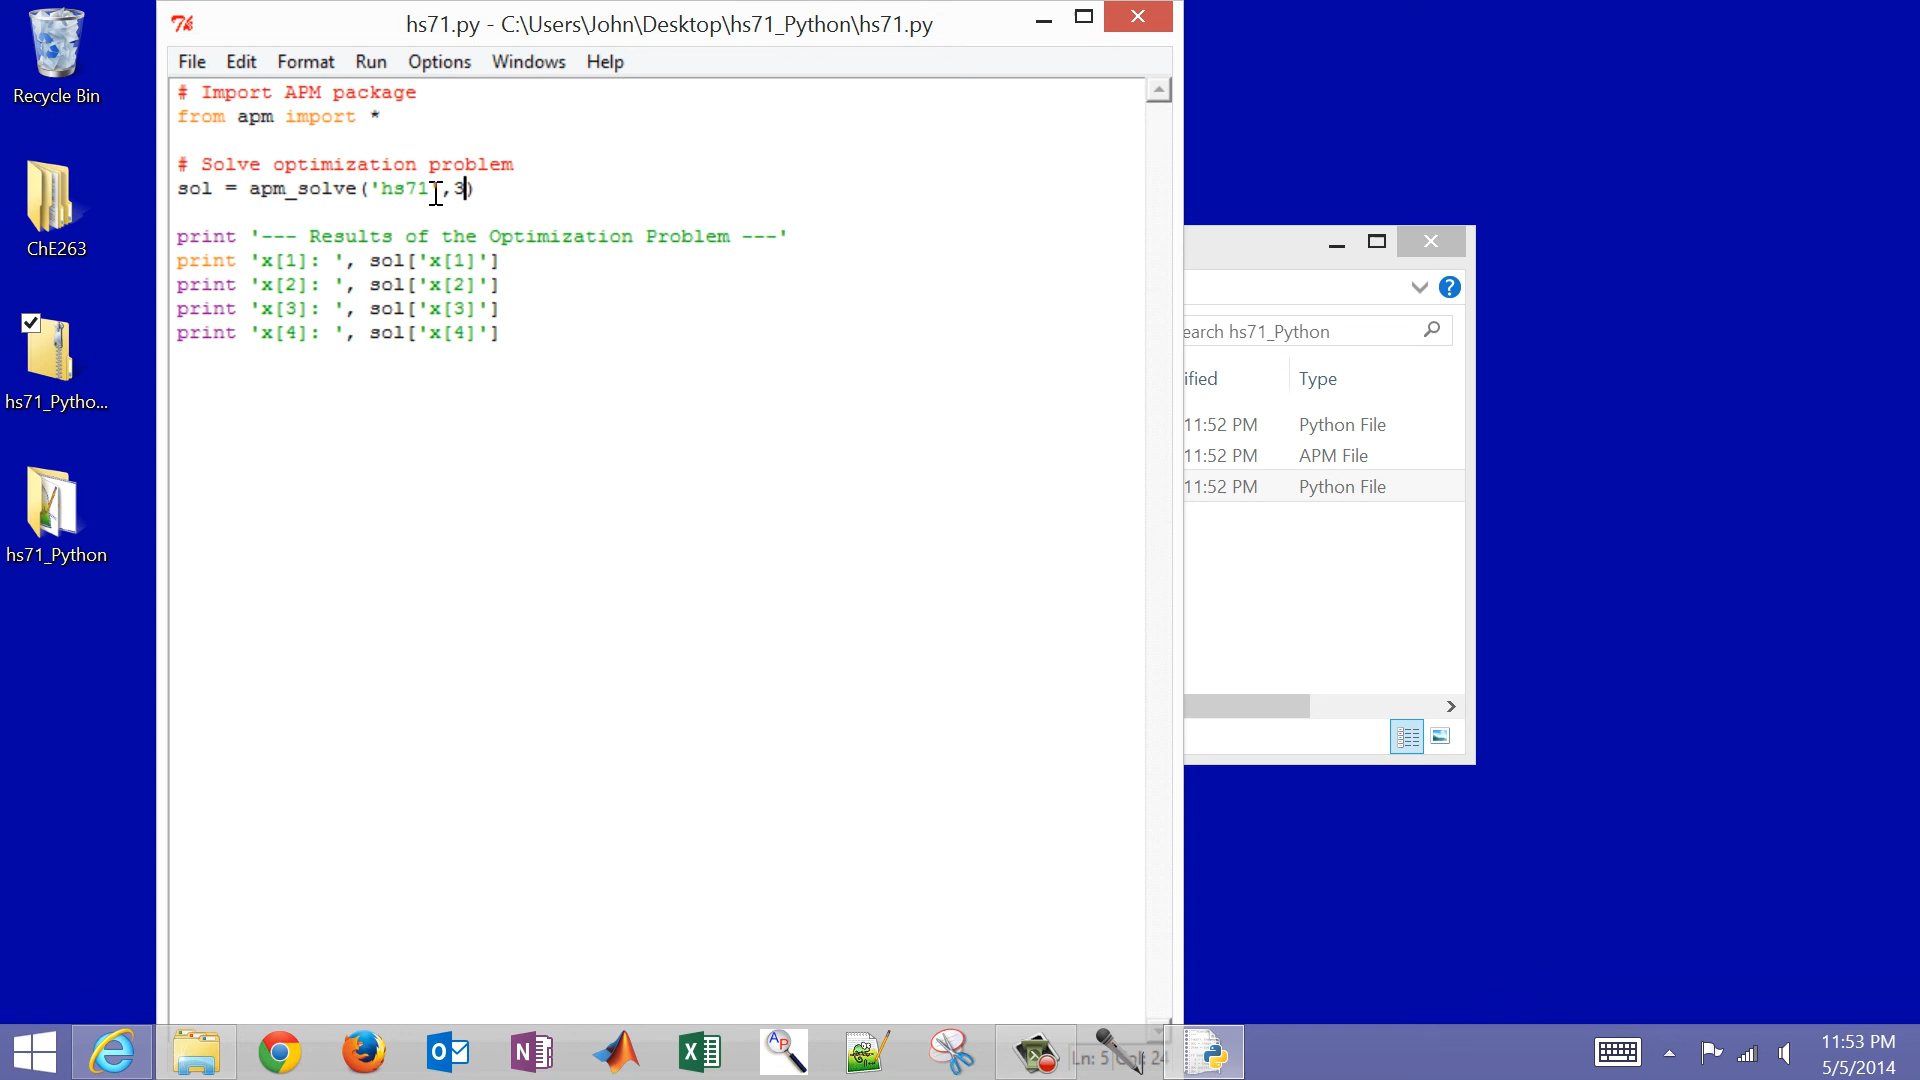 Recycle Bin
ChE263
hs71_Pytho...
hs71_Python
hs71.py - C:\Users\John\Desktop\hs71_Python\hs71.py
File Edit Format Run Options Windows Help
# Import APM package
from apm import *
# Solve optimization problem
sol = apm_solve('hs71',3)
print '--- Results of the Optimization Problem ---'
print 'x[1]: ', sol['x[1]']
print 'x[2]: ', sol['x[2]']
print 'x[3]: ', sol['x[3]']
print 'x[4]: ', sol['x[4]']
earch hs71_Python
ified Type
11:52 PM Python File
11:52 PM APM File
11:52 PM Python File
Ln: 5 Col: 24
11:53 PM
5/5/2014